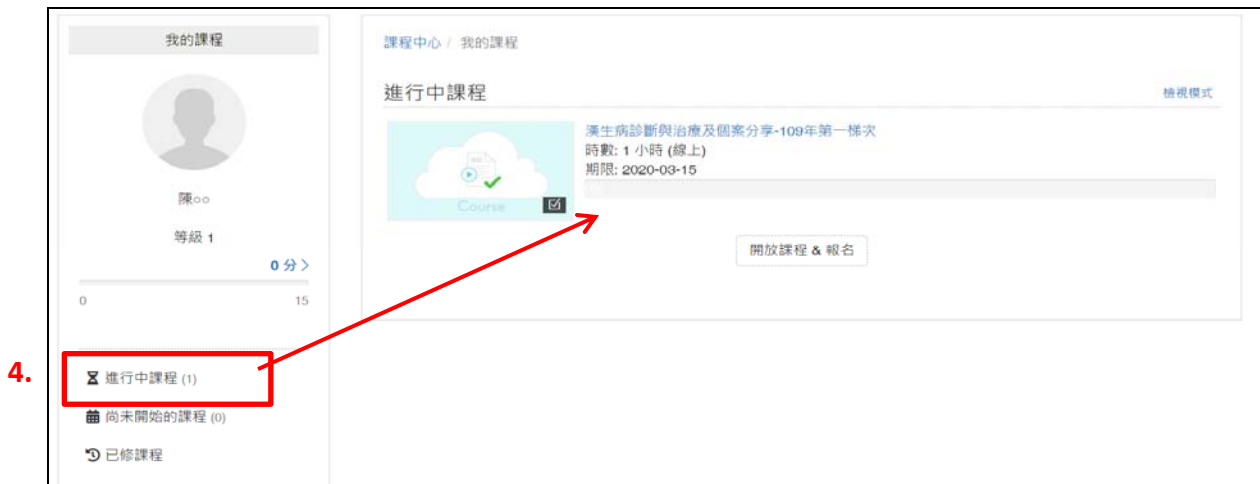 我的課程
陳○○
等級 1
0 分 >
0 15
4.
進行中課程 (1)
尚未開始的課程 (0)
已修課程
課程中心 / 我的課程
進行中課程
檢視模式
Course
漢生病診斷與治療及個案分享-109年第一梯次
時數: 1 小時 (線上)
期限: 2020-03-15
開放課程 & 報名